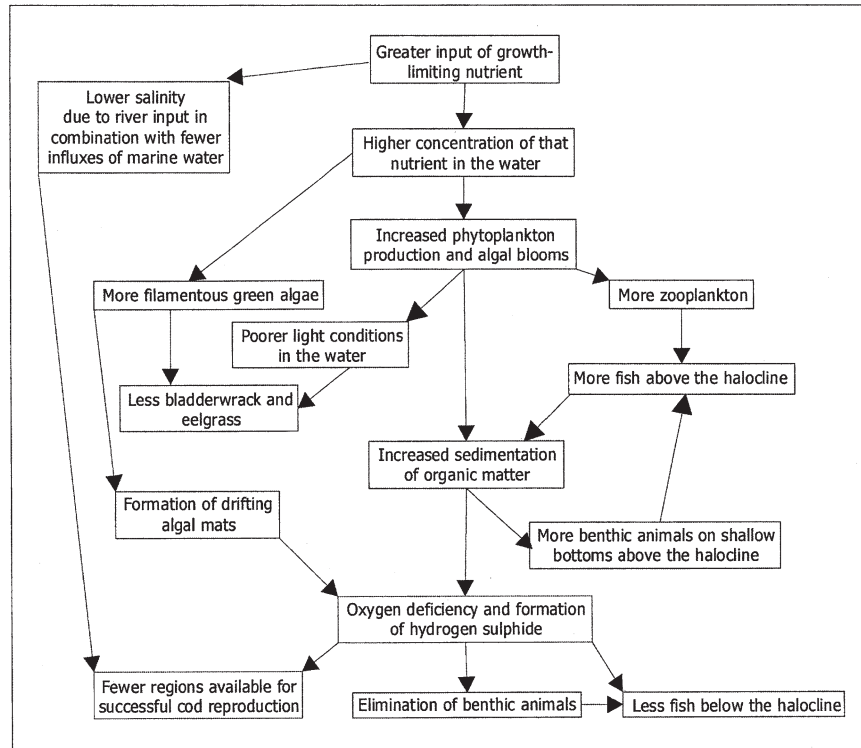 Greater input of growth-
limiting nutrient
Lower salinity
due to river input in
combination with fewer
influxes of marine water
Higher concentration of that
nutrient in the water
Increased phytoplankton
production and algal blooms
More filamentous green algae
More zooplankton
Poorer light conditions
in the water
More fish above the halocline
Less bladderwrack and
eelgrass
Increased sedimentation
of organic matter
Formation of drifting
algal mats
More benthic animals on shallow
bottoms above the halocline
Oxygen deficiency and formation
of hydrogen sulphide
Fewer regions available for
successful cod reproduction
Elimination of benthic animals
Less fish below the halocline